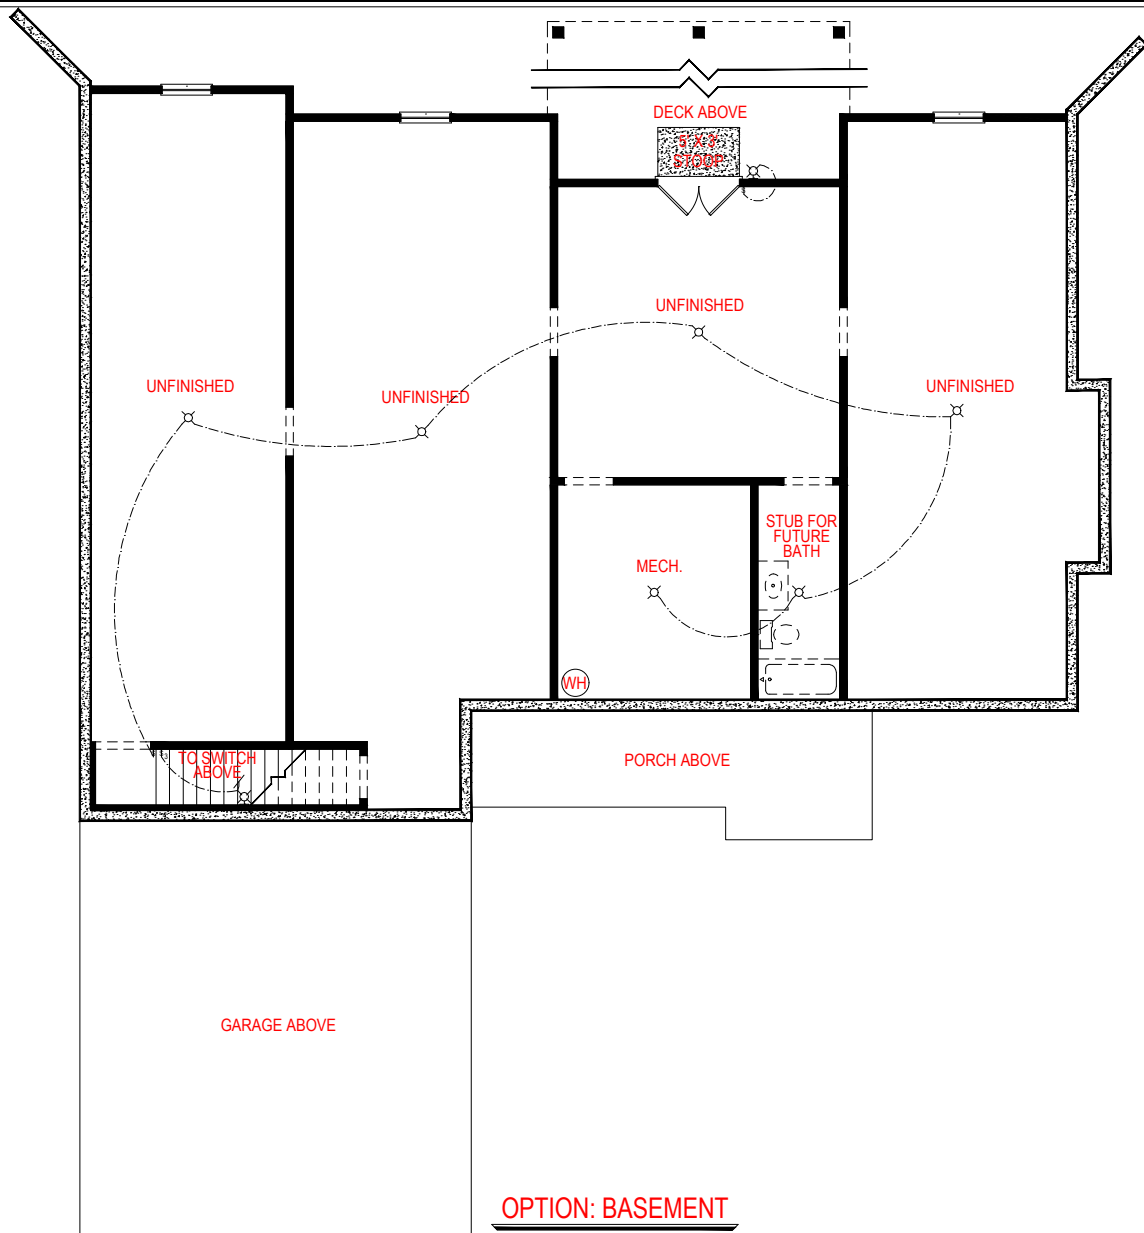 DECK ABOVE
5' X 3'
STOOP
UNFINISHED
UNFINISHED
UNFINISHED
UNFINISHED
STUB FOR
FUTURE
BATH
MECH.
WH
TO SWITCH
ABOVE
PORCH ABOVE
GARAGE ABOVE
OPTION: BASEMENT